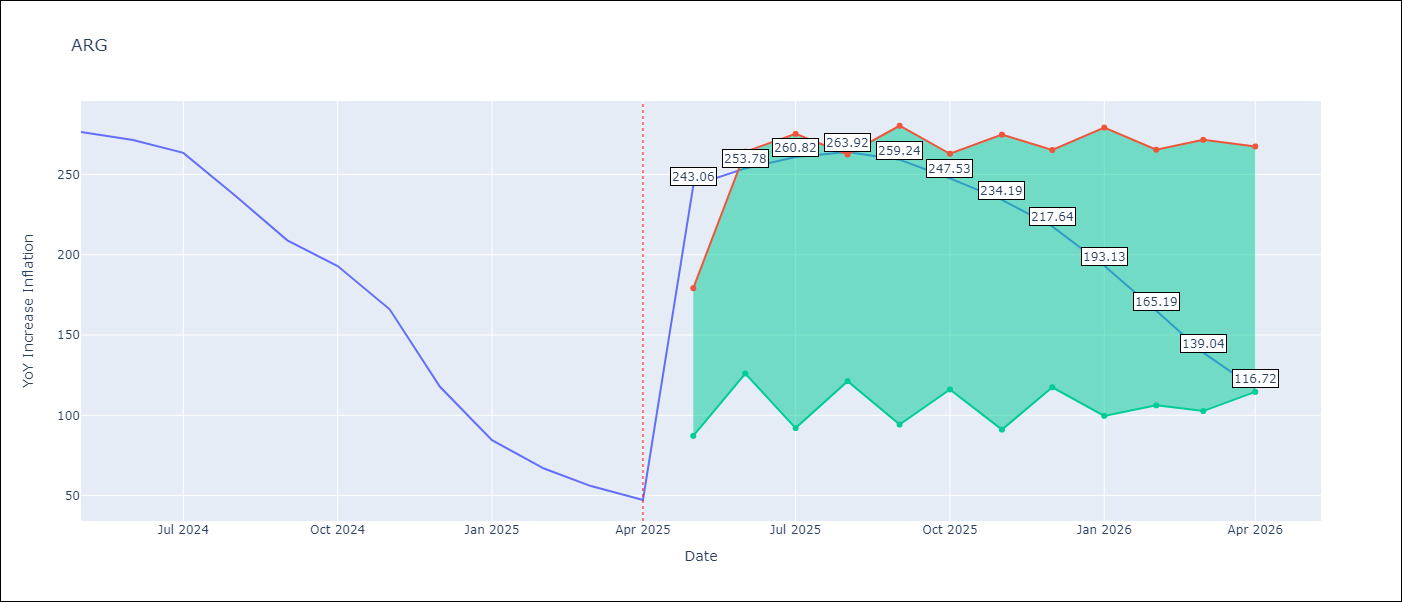 ARG
YoY Increase Inflation
250
200
150
100
50
243.06
253.78
260.82
263.92
259.24
247.53
234.19
217.64
193.13
165.19
139.04
116.72
Jul 2024
Oct 2024
Jan 2025
Apr 2025
Jul 2025
Oct 2025
Jan 2026
Apr 2026
Date